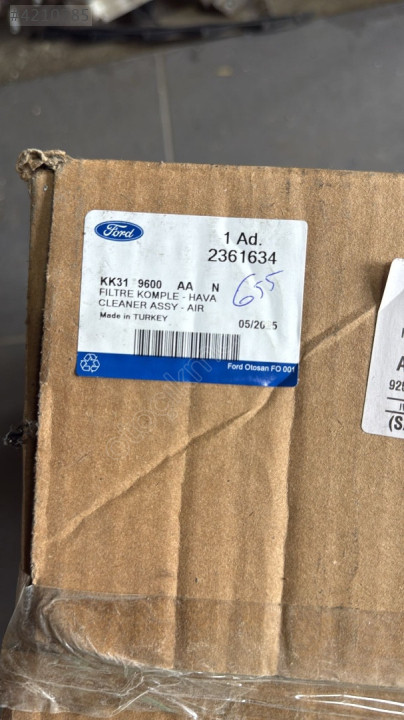 Ford
1 Ad.
2361634
KK31 9600 AA N
655
FILTRE KOMPLE - HAVA
CLEANER ASSY - AIR
Made in TURKEY
05/2025
Ford Otosan FO 001
A
929
(S